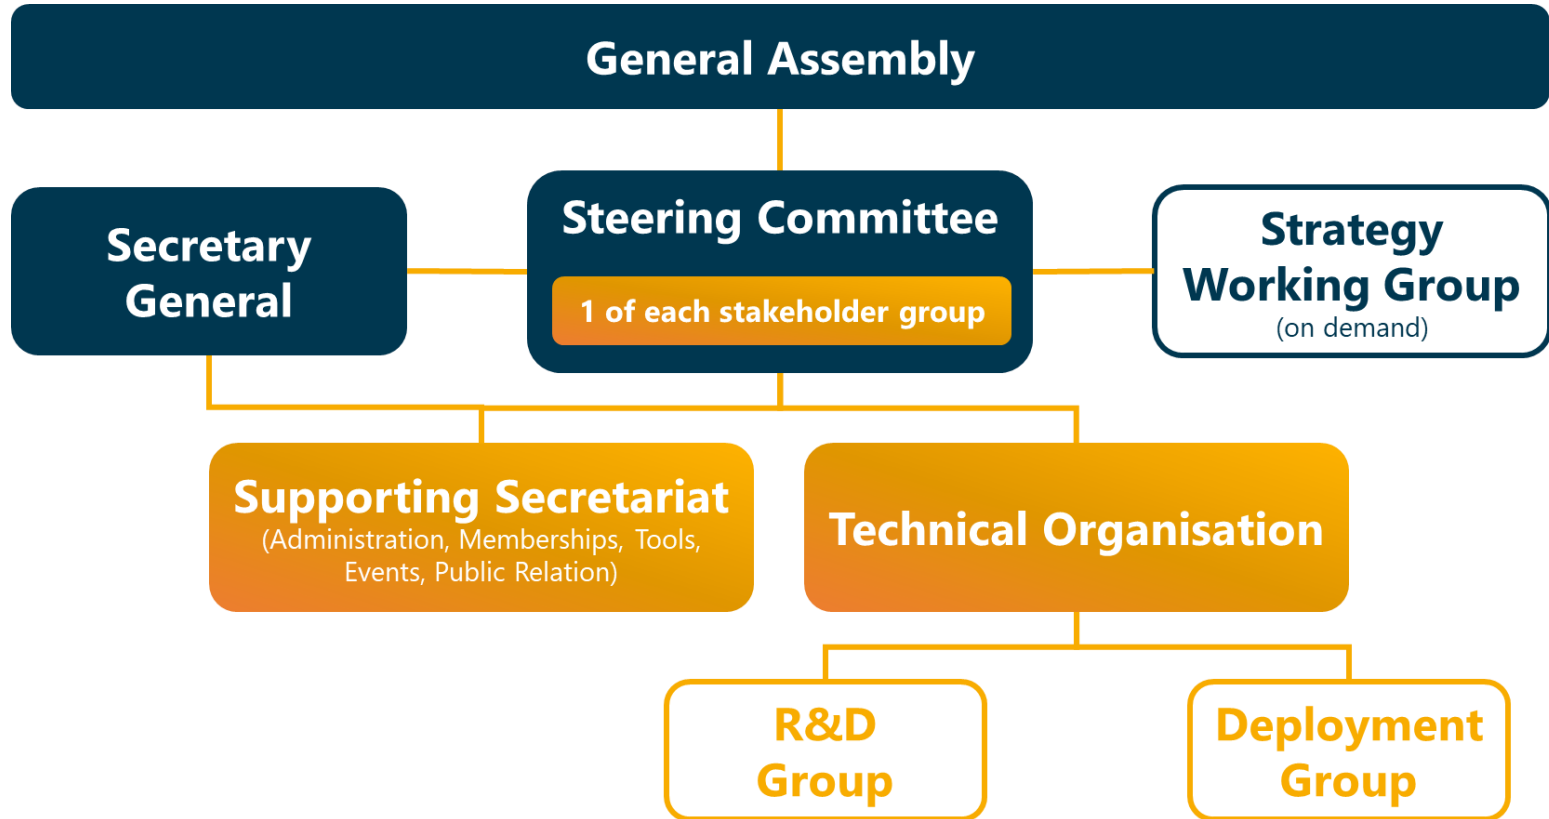 General Assembly
Secretary
General
Steering Committee
1 of each stakeholder group
Strategy
Working Group
(on demand)
Supporting Secretariat
(Administration, Memberships, Tools,
Events, Public Relation)
Technical Organisation
R&D
Group
Deployment
Group